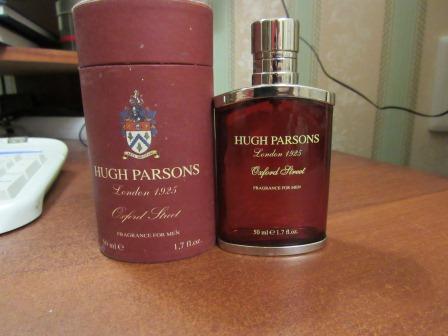 HUGH PARSONS
London 1925
Oxford Street
FRAGRANCE FOR MEN
50 ml e 1.7 fl.oz.
HUGH PARSONS
London 1925
Oxford Street
FRAGRANCE FOR MEN
50 ml e 1.7 fl.oz.